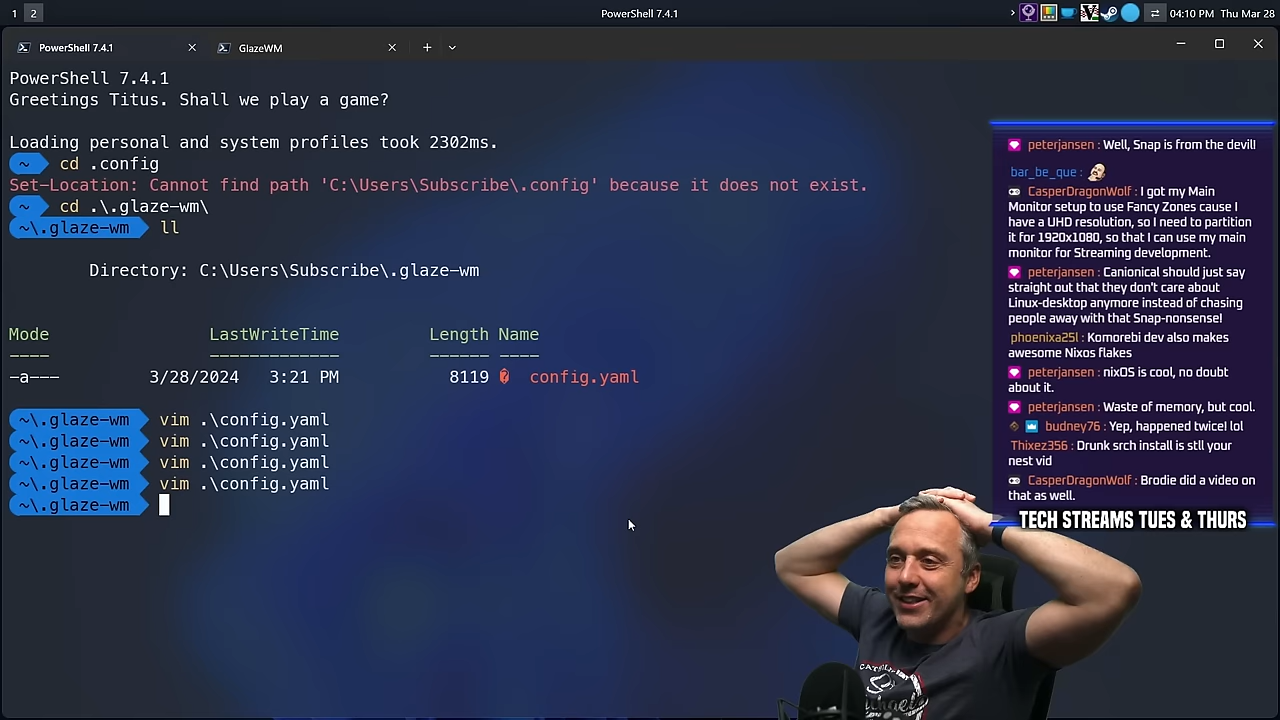 1 2
PowerShell 7.4.1
04:10 PM Thu Mar 28
PowerShell 7.4.1
GlazeWM
PowerShell 7.4.1
Greetings Titus. Shall we play a game?
Loading personal and system profiles took 2302ms.
~ cd .config
Set-Location: Cannot find path 'C:\Users\Subscribe\.config' because it does not exist.
~ cd .\.glaze-wm\
~\.glaze-wm ll
Directory: C:\Users\Subscribe\.glaze-wm
Mode LastWriteTime Length Name
---- ------------- ------ ----
-a--- 3/28/2024 3:21 PM 8119 � config.yaml
~\.glaze-wm vim .\config.yaml
~\.glaze-wm vim .\config.yaml
~\.glaze-wm vim .\config.yaml
~\.glaze-wm vim .\config.yaml
~\.glaze-wm
peterjansen : Well, Snap is from the devil!
bar_be_que :
CasperDragonWolf : I got my Main
Monitor setup to use Fancy Zones cause I
have a UHD resolution, so I need to partition
it for 1920x1080, so that I can use my main
monitor for Streaming development.
peterjansen : Canionical should just say
straight out that they don't care about
Linux-desktop anymore instead of chasing
people away with that Snap-nonsense!
phoenixa25l : Komorebi dev also makes
awesome Nixos flakes
peterjansen : nixOS is cool, no doubt
about it.
peterjansen : Waste of memory, but cool.
budney76 : Yep, happened twice! lol
Thixez356 : Drunk srch install is stll your
nest vid
CasperDragonWolf : Brodie did a video on
that as well.
TECH STREAMS TUES & THURS